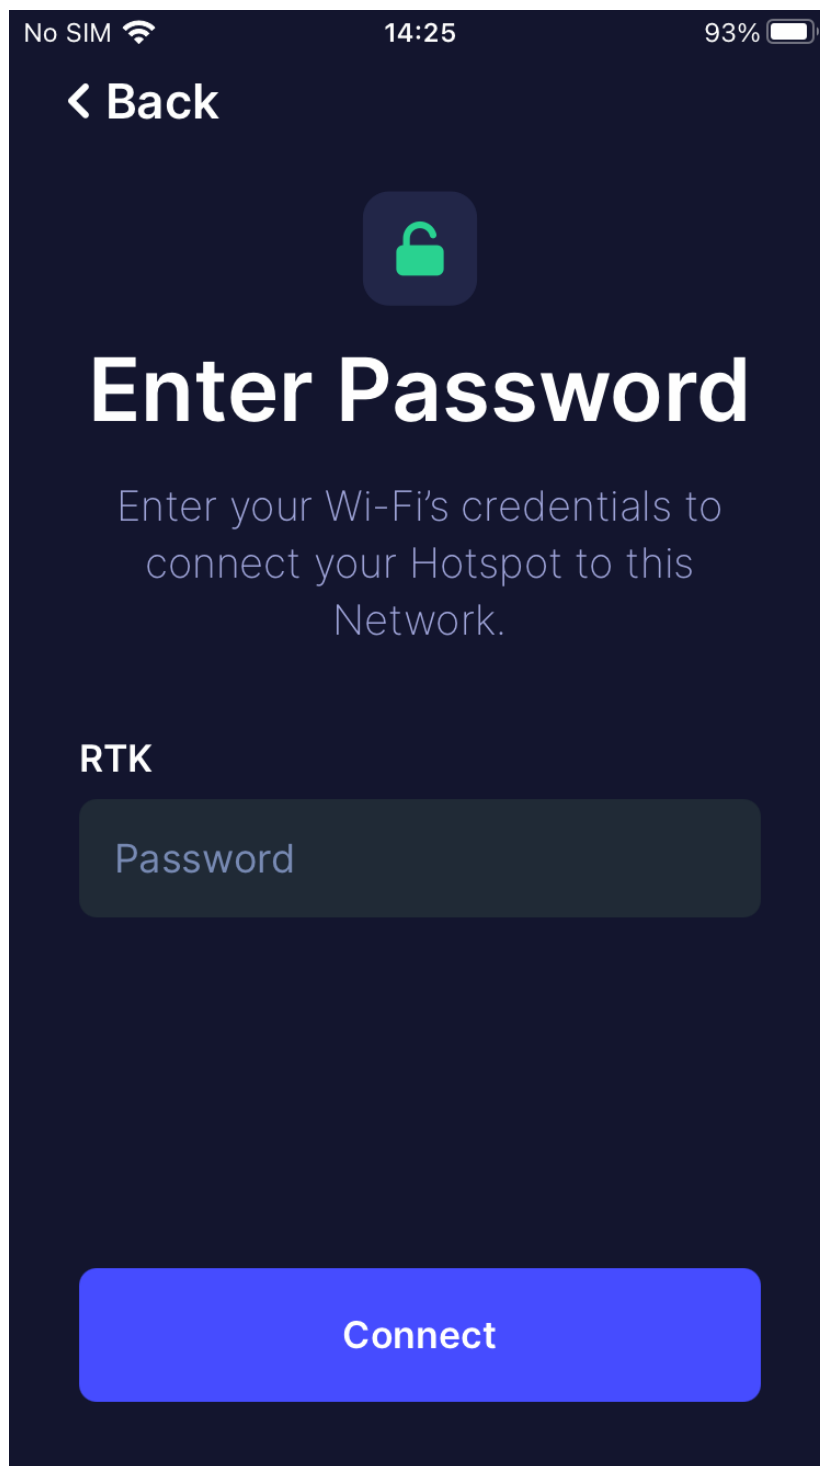 No SIM 14:25 93%
Back
Enter Password
Enter your Wi-Fi’s credentials to
connect your Hotspot to this
Network.
RTK
Password
Connect